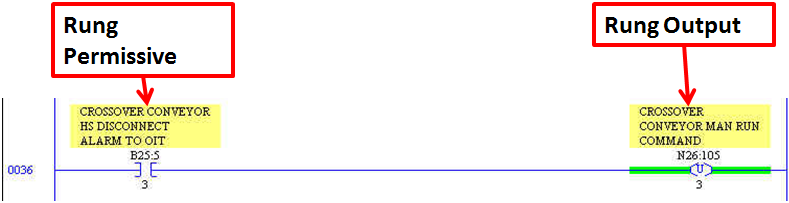 Rung
Permissive
Rung Output
CROSSOVER CONVEYOR
HS DISCONNECT
ALARM TO OIT
B25:5
3
CROSSOVER
CONVEYOR MAN RUN
COMMAND
N26:105
U
3
0036